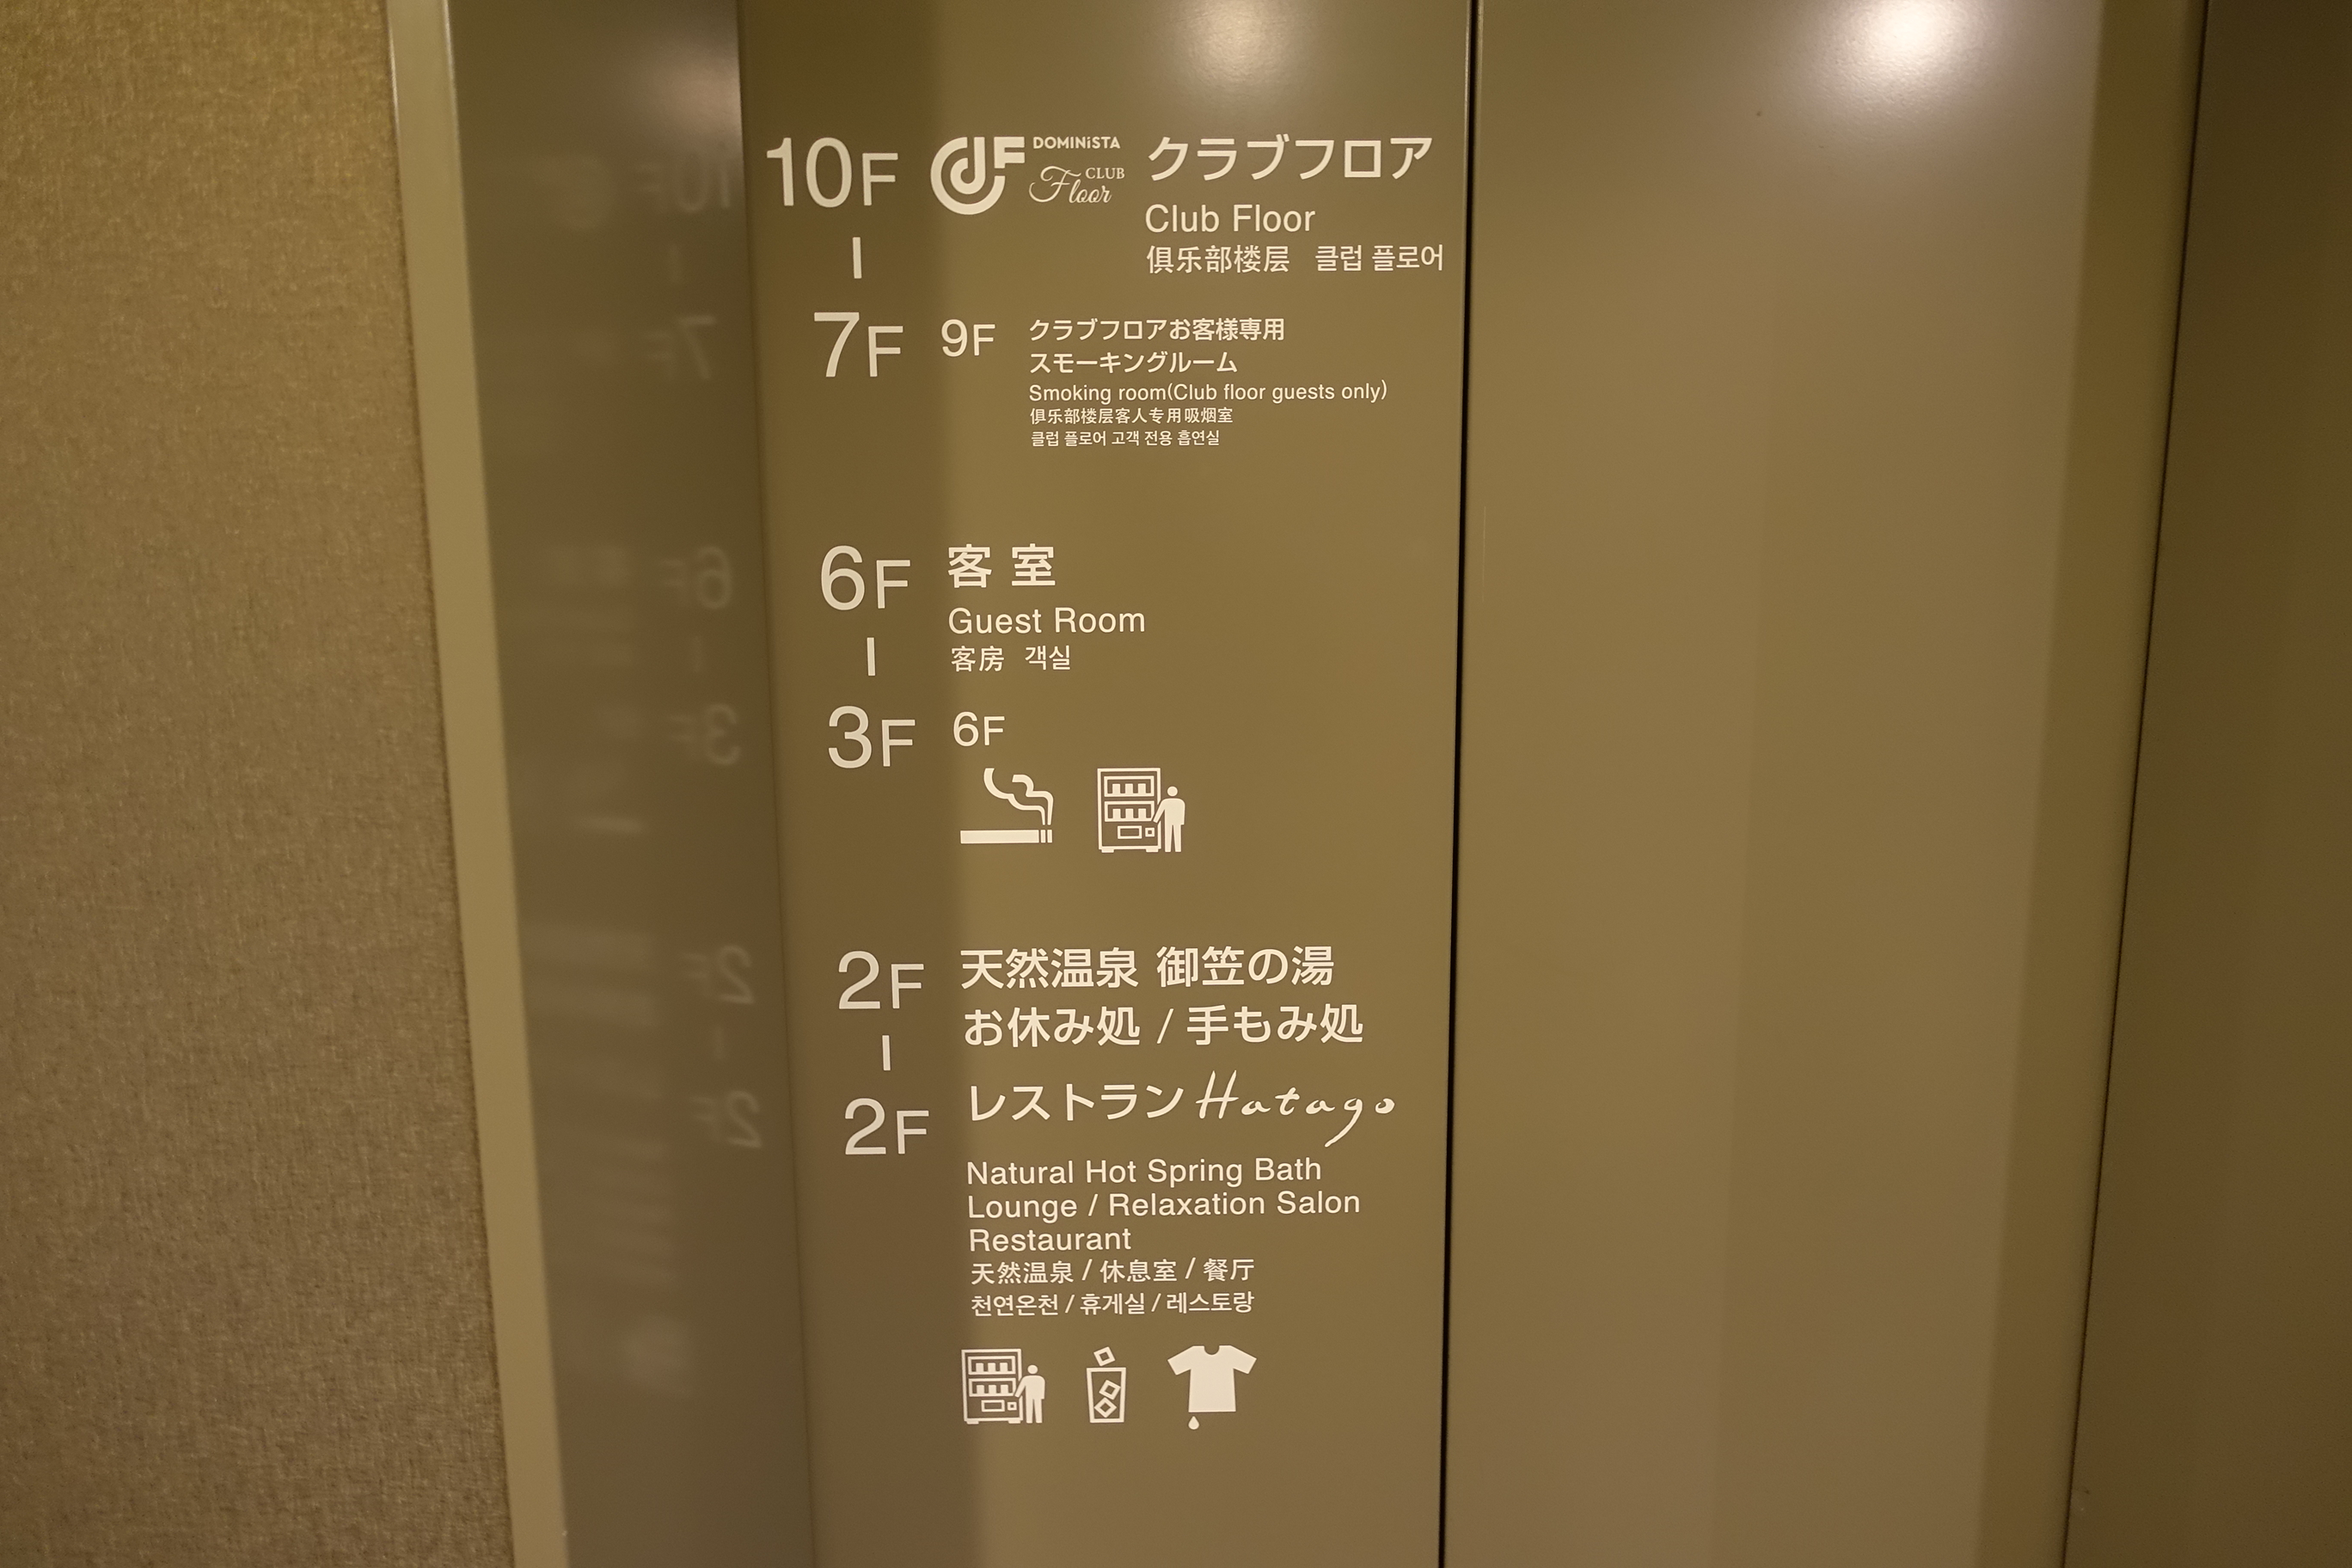 10F DOMINiSTA CLUB Floor クラブフロア
Club Floor
俱乐部楼层 클럽 플로어
7F 9F クラブフロアお客様専用
スモーキングルーム
Smoking room(Club floor guests only)
俱乐部楼层客人专用吸烟室
클럽 플로어 고객 전용 흡연실
6F 客室
Guest Room
客房 객실
3F 6F
2F 天然温泉 御笠の湯
お休み処 / 手もみ処
2F レストラン Hatago
Natural Hot Spring Bath
Lounge / Relaxation Salon
Restaurant
天然温泉 / 休息室 / 餐厅
천연온천 / 휴게실 / 레스토랑